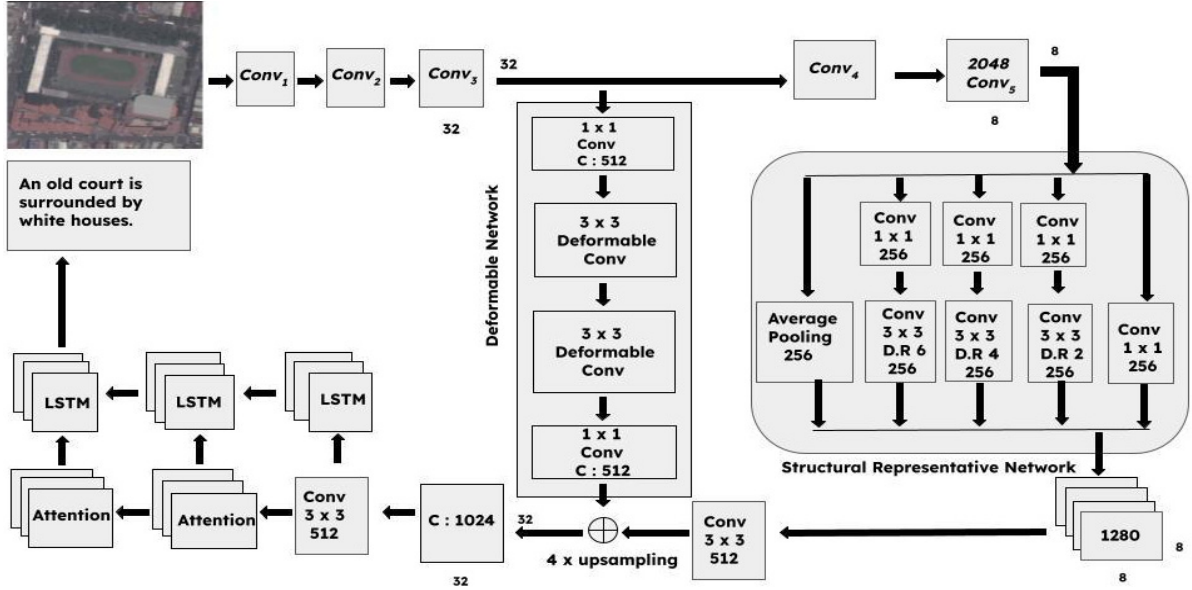 Conv1
Conv2
Conv3
32
32
Conv4
2048
Conv5
8
8
An old court is
surrounded by
white houses.
Deformable Network
1 x 1
Conv
C : 512
3 x 3
Deformable
Conv
3 x 3
Deformable
Conv
1 x 1
Conv
C : 512
Conv
1 x 1
256
Conv
1 x 1
256
Conv
1 x 1
256
Average
Pooling
256
Conv
3 x 3
D.R 6
256
Conv
3 x 3
D.R 4
256
Conv
3 x 3
D.R 2
256
Conv
1 x 1
256
Structural Representative Network
1280
8
8
Conv
3 x 3
512
4 x upsampling
32
C : 1024
32
Conv
3 x 3
512
Attention
Attention
LSTM
LSTM
LSTM